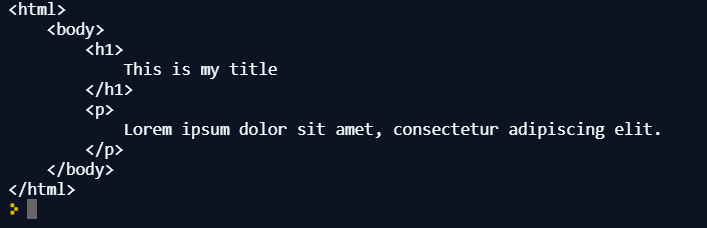 <html>
    <body>
        <h1>
            This is my title
        </h1>
        <p>
            Lorem ipsum dolor sit amet, consectetur adipiscing elit.
        </p>
    </body>
</html>
>